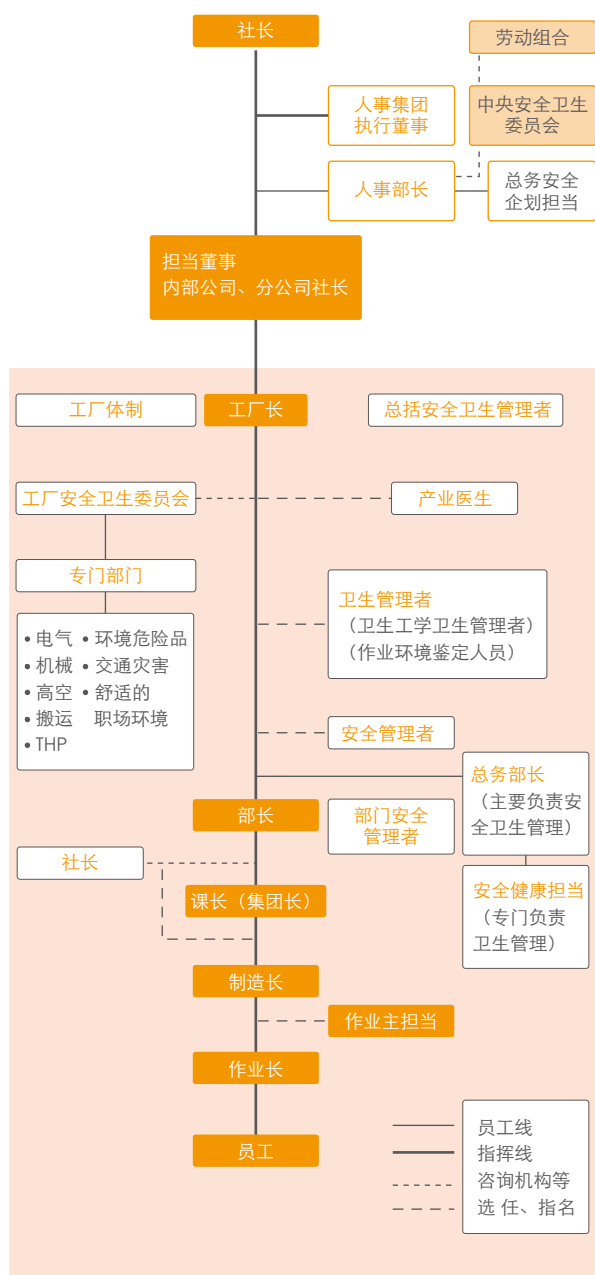 社长
劳动组合
人事集团
执行董事
中央安全卫生
委员会
人事部长
总务安全
企划担当
担当董事
内部公司、分公司社长
工厂体制
工厂长
总括安全卫生管理者
工厂安全卫生委员会
产业医生
专门部门
• 电气
• 机械
• 高空
• 搬运
• THP
• 环境危险品
• 交通灾害
• 舒适的
职场环境
卫生管理者
（卫生工学卫生管理者）
（作业环境鉴定人员）
安全管理者
总务部长
（主要负责安
全卫生管理）
部长
部门安全
管理者
社长
安全健康担当
（专门负责
卫生管理）
课长（集团长）
制造长
作业主担当
作业长
员工
员工线
指挥线
咨询机构等
选 任、指名